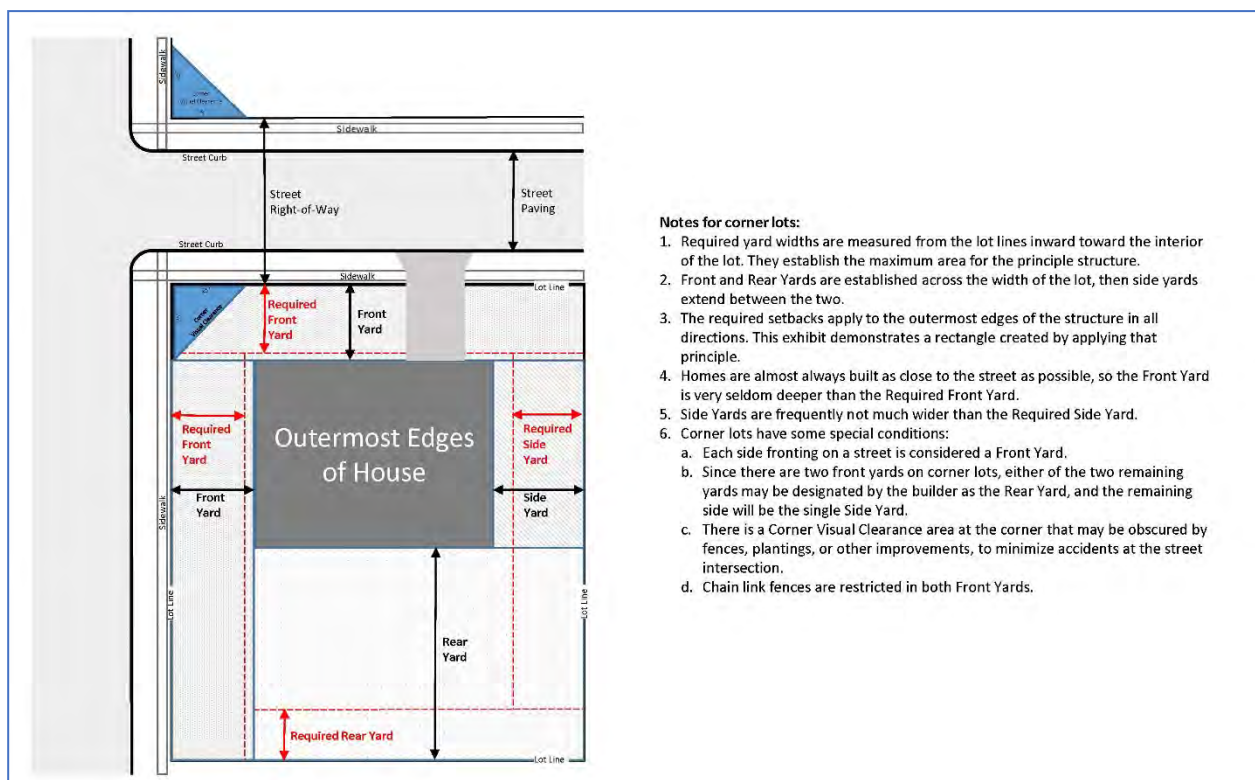 Sidewalk
Corner
Visual Clearance
Sidewalk
Street Curb
Street
Right-of-Way
Street
Paving
Street Curb
Sidewalk
Lot Line
Corner
Visual Clearance
Required
Front
Yard
Front
Yard
Required
Front
Yard
Outermost Edges
of House
Required
Side
Yard
Front
Yard
Side
Yard
Sidewalk
Lot Line
Lot Line
Rear
Yard
Required Rear Yard
Lot Line
Notes for corner lots:
1. Required yard widths are measured from the lot lines inward toward the interior
of the lot. They establish the maximum area for the principle structure.
2. Front and Rear Yards are established across the width of the lot, then side yards
extend between the two.
3. The required setbacks apply to the outermost edges of the structure in all
directions. This exhibit demonstrates a rectangle created by applying that
principle.
4. Homes are almost always built as close to the street as possible, so the Front Yard
is very seldom deeper than the Required Front Yard.
5. Side Yards are frequently not much wider than the Required Side Yard.
6. Corner lots have some special conditions:
a. Each side fronting on a street is considered a Front Yard.
b. Since there are two front yards on corner lots, either of the two remaining
yards may be designated by the builder as the Rear Yard, and the remaining
side will be the single Side Yard.
c. There is a Corner Visual Clearance area at the corner that may be obscured by
fences, plantings, or other improvements, to minimize accidents at the street
intersection.
d. Chain link fences are restricted in both Front Yards.